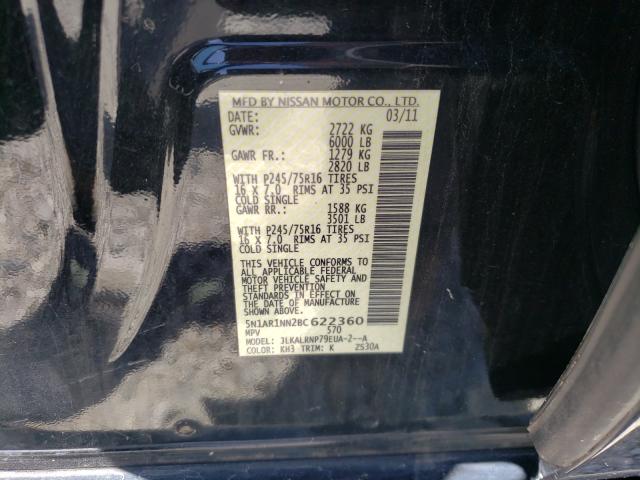 MFD BY NISSAN MOTOR CO., LTD.
DATE: 03/11
GVWR: 2722 KG
6000 LB
GAWR FR.: 1279 KG
2820 LB
WITH P245/75R16 TIRES
16 X 7.0 RIMS AT 35 PSI
COLD SINGLE
GAWR RR.: 1588 KG
3501 LB
WITH P245/75R16 TIRES
16 X 7.0 RIMS AT 35 PSI
COLD SINGLE
THIS VEHICLE CONFORMS TO
ALL APPLICABLE FEDERAL
MOTOR VEHICLE SAFETY AND
THEFT PREVENTION
STANDARDS IN EFFECT ON
THE DATE OF MANUFACTURE
SHOWN ABOVE.
5N1AR1NN2BC622360
MPV 570
MODEL: JLKALRNP79EUA-2--A
COLOR: KH3 TRIM: K ZS30A